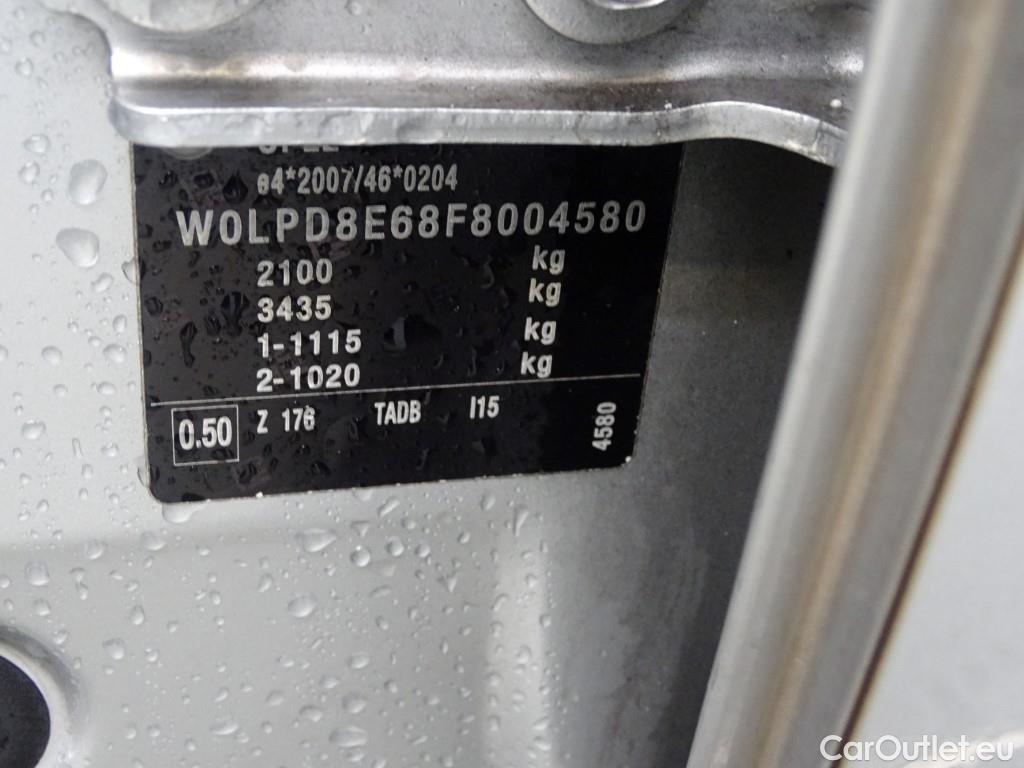 OPEL
e4*2007/46*0204
W0LPD8E68F8004580
2100 kg
3435 kg
1-1115 kg
2-1020 kg
0.50 Z 176 TADB I15 4580
CarOutlet.eu